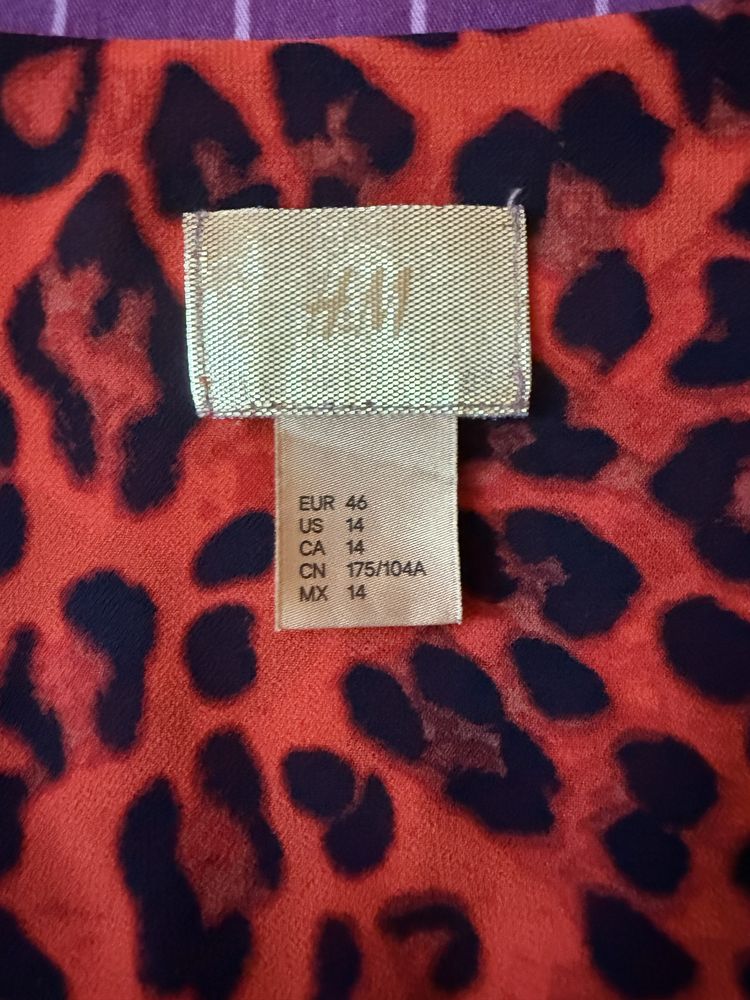 H&M
EUR 46
US 14
CA 14
CN 175/104A
MX 14